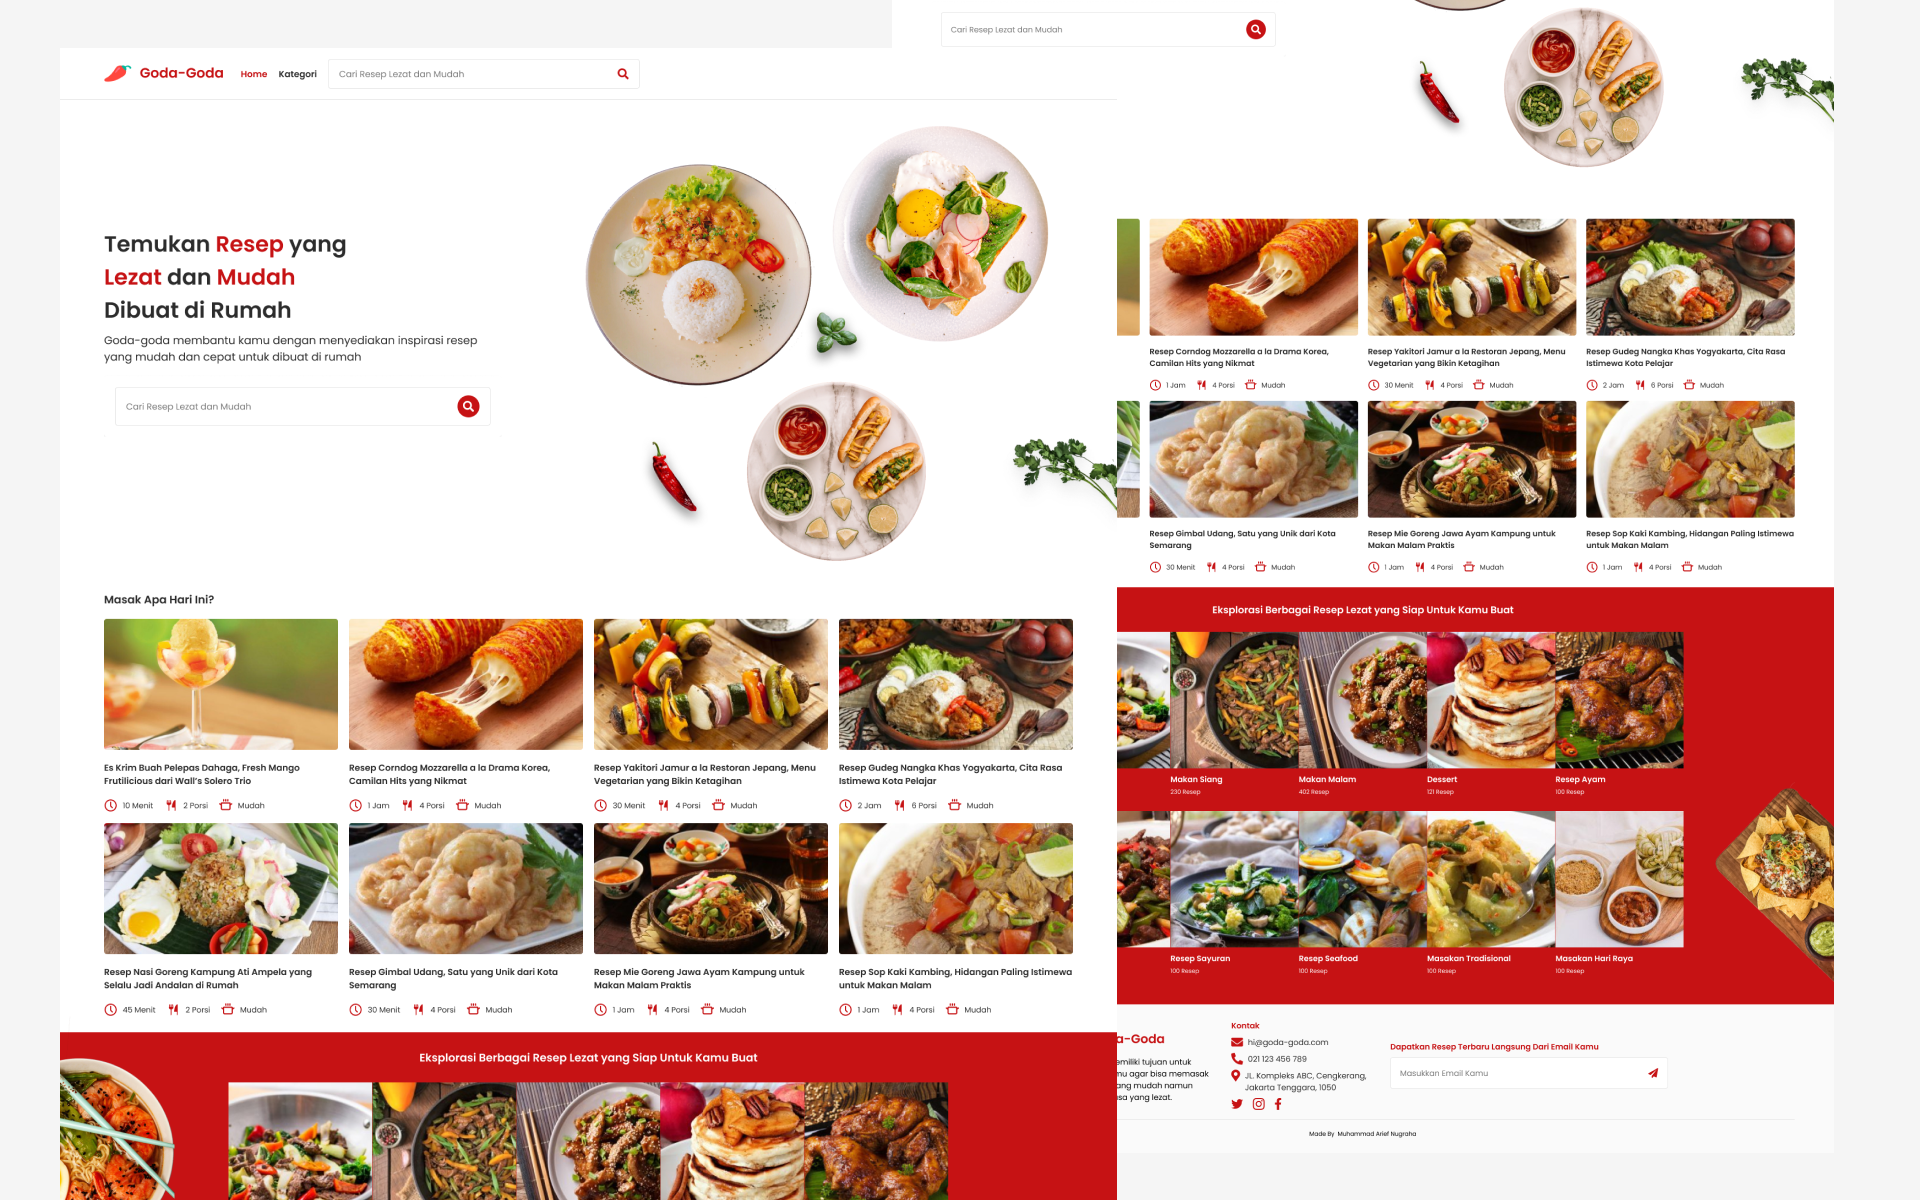 Goda-Goda
Home
Kategori
Cari Resep Lezat dan Mudah
Temukan Resep yang
Lezat dan Mudah
Dibuat di Rumah
Goda-goda membantu kamu dengan menyediakan inspirasi resep
yang mudah dan cepat untuk dibuat di rumah
Cari Resep Lezat dan Mudah
Masak Apa Hari Ini?
Es Krim Buah Pelepas Dahaga, Fresh Mango
Frutilicious dari Wall's Solero Trio
10 Menit 2 Porsi Mudah
Resep Corndog Mozzarella a la Drama Korea,
Camilan Hits yang Nikmat
1 Jam 4 Porsi Mudah
Resep Yakitori Jamur a la Restoran Jepang, Menu
Vegetarian yang Bikin Ketagihan
30 Menit 4 Porsi Mudah
Resep Gudeg Nangka Khas Yogyakarta, Cita Rasa
Istimewa Kota Pelajar
2 Jam 6 Porsi Mudah
Resep Nasi Goreng Kampung Ati Ampela yang
Selalu Jadi Andalan di Rumah
45 Menit 2 Porsi Mudah
Resep Gimbal Udang, Satu yang Unik dari Kota
Semarang
30 Menit 4 Porsi Mudah
Resep Mie Goreng Jawa Ayam Kampung untuk
Makan Malam Praktis
1 Jam 4 Porsi Mudah
Resep Sop Kaki Kambing, Hidangan Paling Istimewa
untuk Makan Malam
1 Jam 4 Porsi Mudah
Eksplorasi Berbagai Resep Lezat yang Siap Untuk Kamu Buat
Cari Resep Lezat dan Mudah
Resep Corndog Mozzarella a la Drama Korea,
Camilan Hits yang Nikmat
1 Jam 4 Porsi Mudah
Resep Yakitori Jamur a la Restoran Jepang, Menu
Vegetarian yang Bikin Ketagihan
30 Menit 4 Porsi Mudah
Resep Gudeg Nangka Khas Yogyakarta, Cita Rasa
Istimewa Kota Pelajar
2 Jam 6 Porsi Mudah
Resep Gimbal Udang, Satu yang Unik dari Kota
Semarang
30 Menit 4 Porsi Mudah
Resep Mie Goreng Jawa Ayam Kampung untuk
Makan Malam Praktis
1 Jam 4 Porsi Mudah
Resep Sop Kaki Kambing, Hidangan Paling Istimewa
untuk Makan Malam
1 Jam 4 Porsi Mudah
Eksplorasi Berbagai Resep Lezat yang Siap Untuk Kamu Buat
Makan Siang
230 Resep
Makan Malam
402 Resep
Dessert
121 Resep
Resep Ayam
100 Resep
Resep Sayuran
100 Resep
Resep Seafood
100 Resep
Masakan Tradisional
100 Resep
Masakan Hari Raya
100 Resep
a-Goda
emiliki tujuan untuk
mu agar bisa memasak
ang mudah namun
sa yang lezat.
Kontak
hi@goda-goda.com
021 123 456 789
JL. Kompleks ABC, Cengkerang,
Jakarta Tenggara, 1050
Dapatkan Resep Terbaru Langsung Dari Email Kamu
Masukkan Email Kamu
Made By Muhammad Arief Nugraha